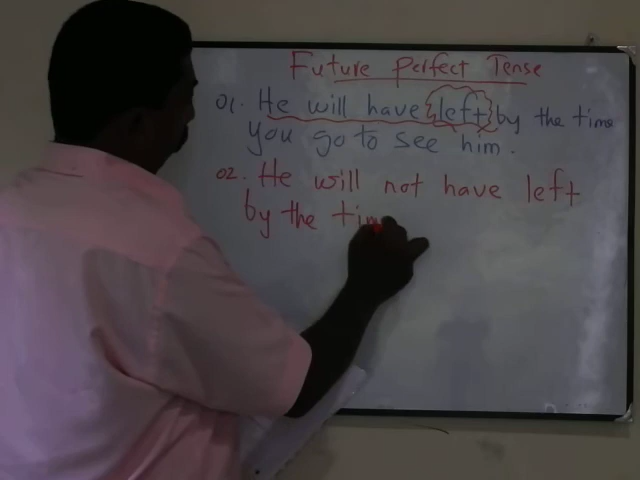 Future Perfect Tense
01. He will have left by the time
you go to see him.
02. He will not have left
by the tim